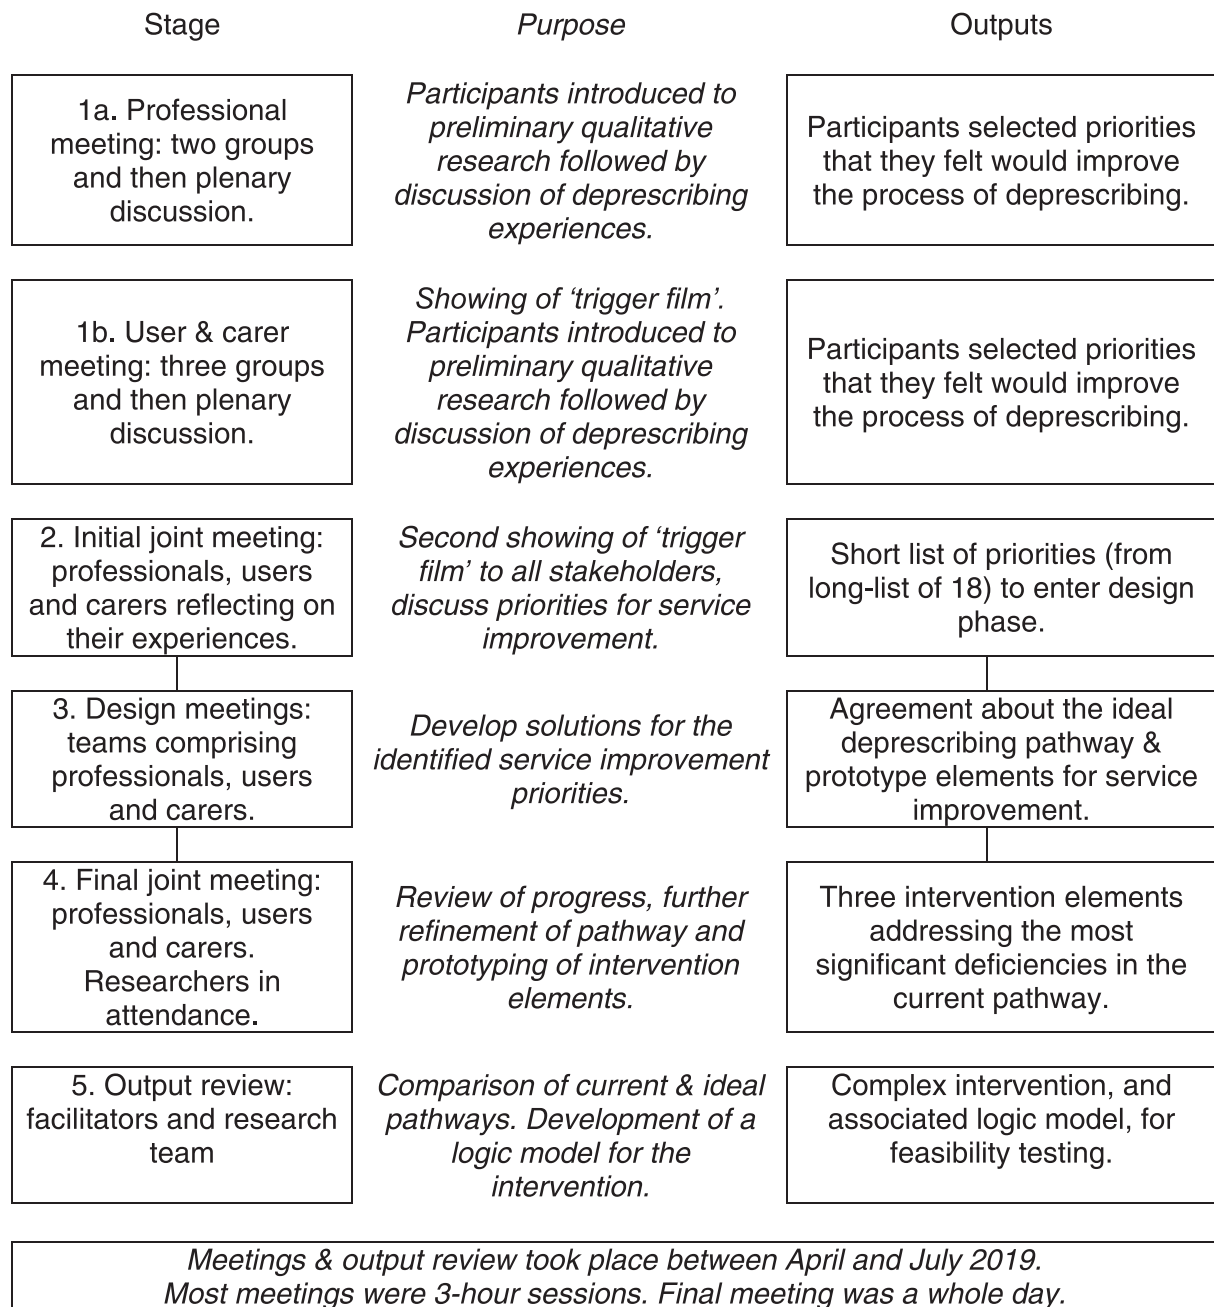 Stage
Purpose
Outputs
1a. Professional
meeting: two groups
and then plenary
discussion.
Participants introduced to
preliminary qualitative
research followed by
discussion of deprescribing
experiences.
Participants selected priorities
that they felt would improve
the process of deprescribing.
1b. User & carer
meeting: three groups
and then plenary
discussion.
Showing of ‘trigger film’.
Participants introduced to
preliminary qualitative
research followed by
discussion of deprescribing
experiences.
Participants selected priorities
that they felt would improve
the process of deprescribing.
2. Initial joint meeting:
professionals, users
and carers reflecting on
their experiences.
Second showing of ‘trigger
film’ to all stakeholders,
discuss priorities for service
improvement.
Short list of priorities (from
long-list of 18) to enter design
phase.
3. Design meetings:
teams comprising
professionals, users
and carers.
Develop solutions for the
identified service improvement
priorities.
Agreement about the ideal
deprescribing pathway &
prototype elements for service
improvement.
4. Final joint meeting:
professionals, users
and carers.
Researchers in
attendance.
Review of progress, further
refinement of pathway and
prototyping of intervention
elements.
Three intervention elements
addressing the most
significant deficiencies in the
current pathway.
5. Output review:
facilitators and research
team
Comparison of current & ideal
pathways. Development of a
logic model for the
intervention.
Complex intervention, and
associated logic model, for
feasibility testing.
Meetings & output review took place between April and July 2019.
Most meetings were 3-hour sessions. Final meeting was a whole day.